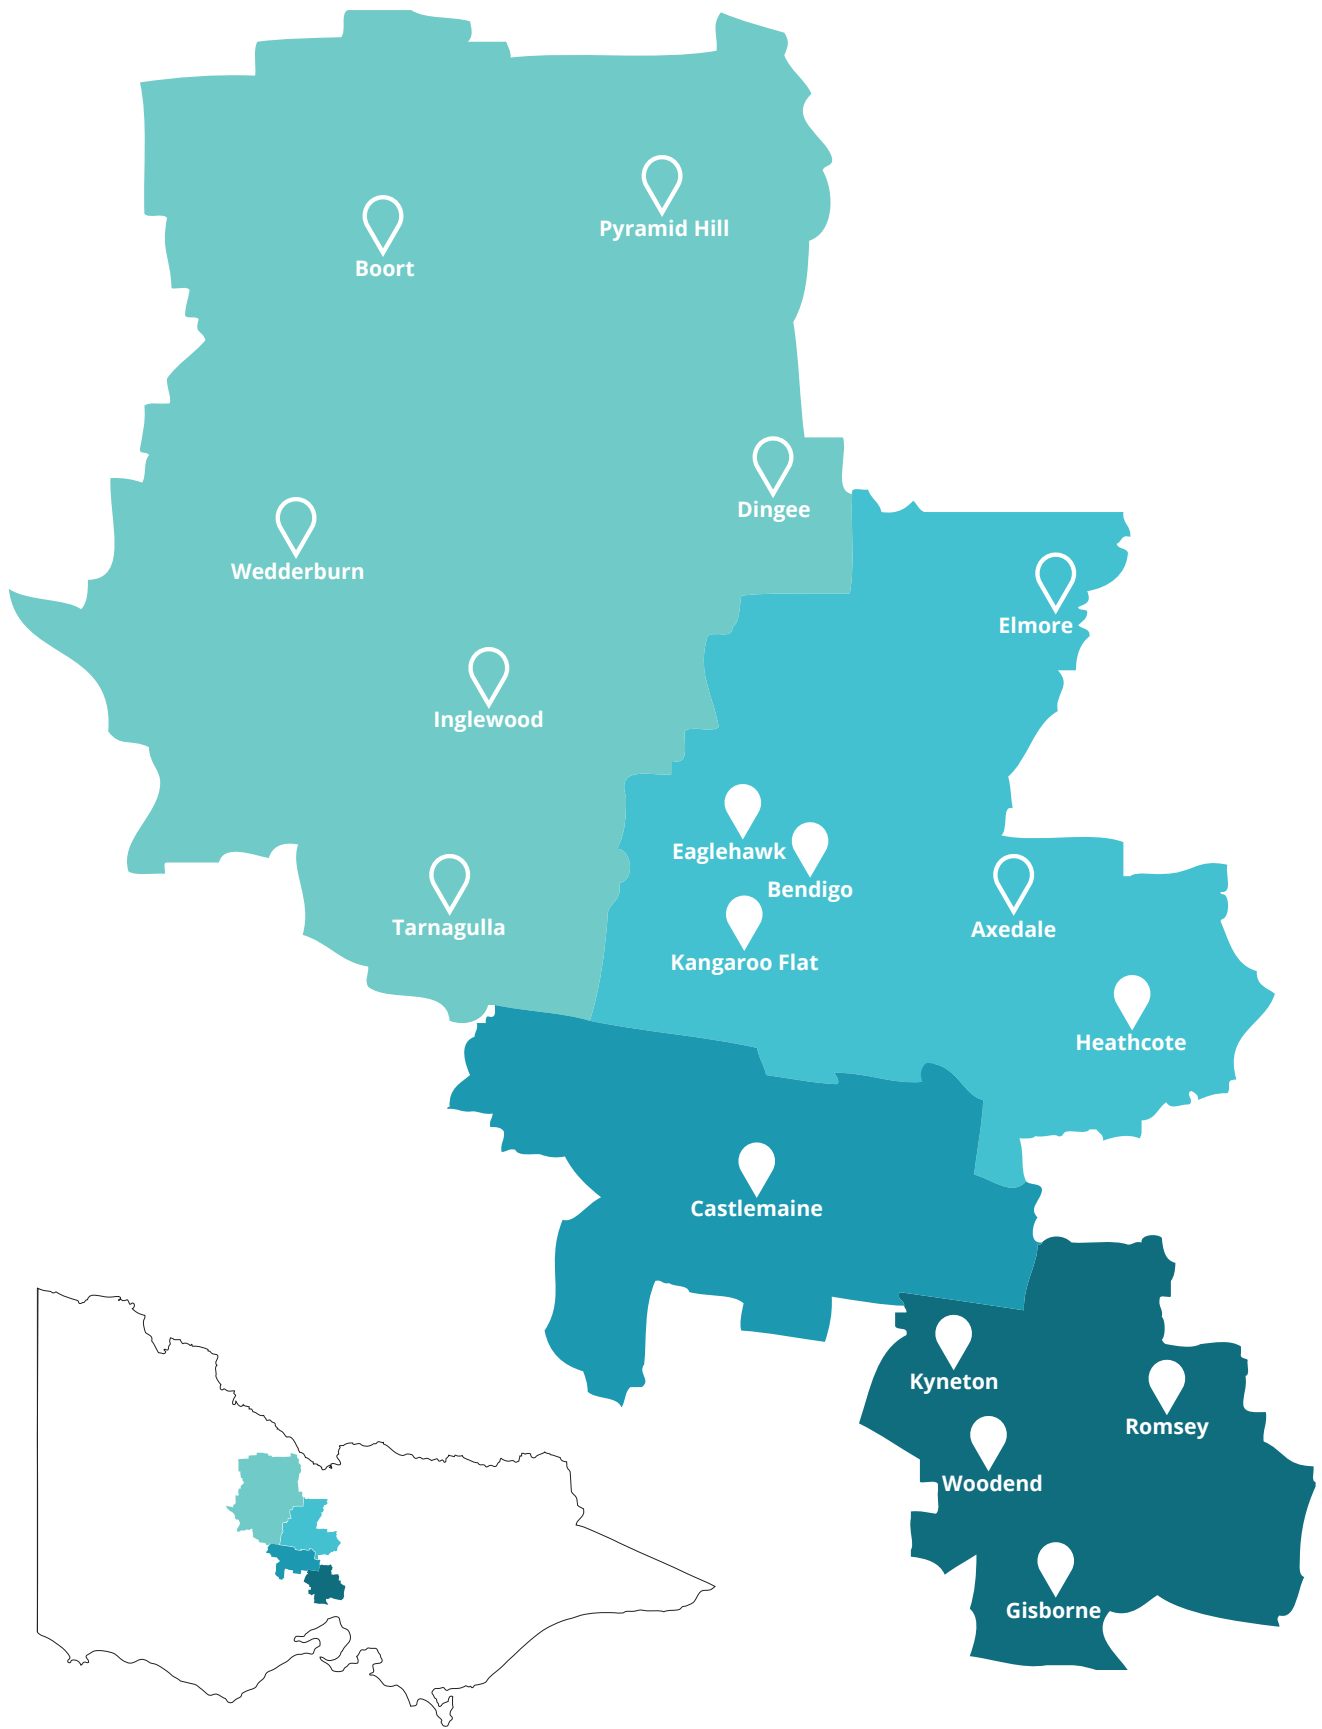 Pyramid Hill
Boort
Dingee
Wedderburn
Elmore
Inglewood
Eaglehawk
Bendigo
Tarnagulla
Axedale
Kangaroo Flat
Heathcote
Castlemaine
Kyneton
Romsey
Woodend
Gisborne